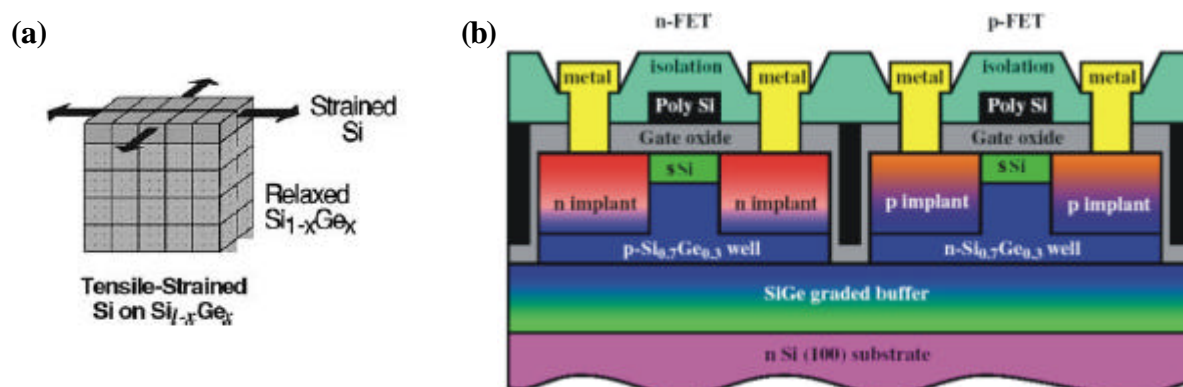 (a)
Strained
Si
Relaxed
Si1-xGex
Tensile-Strained
Si on Si1-xGex
(b)
n-FET p-FET
metal isolation metal metal isolation metal
Poly Si Poly Si
Gate oxide Gate oxide
s Si s Si
n implant n implant p implant p implant
p-Si0.7Ge0.3 well n-Si0.7Ge0.3 well
SiGe graded buffer
n Si (100) substrate